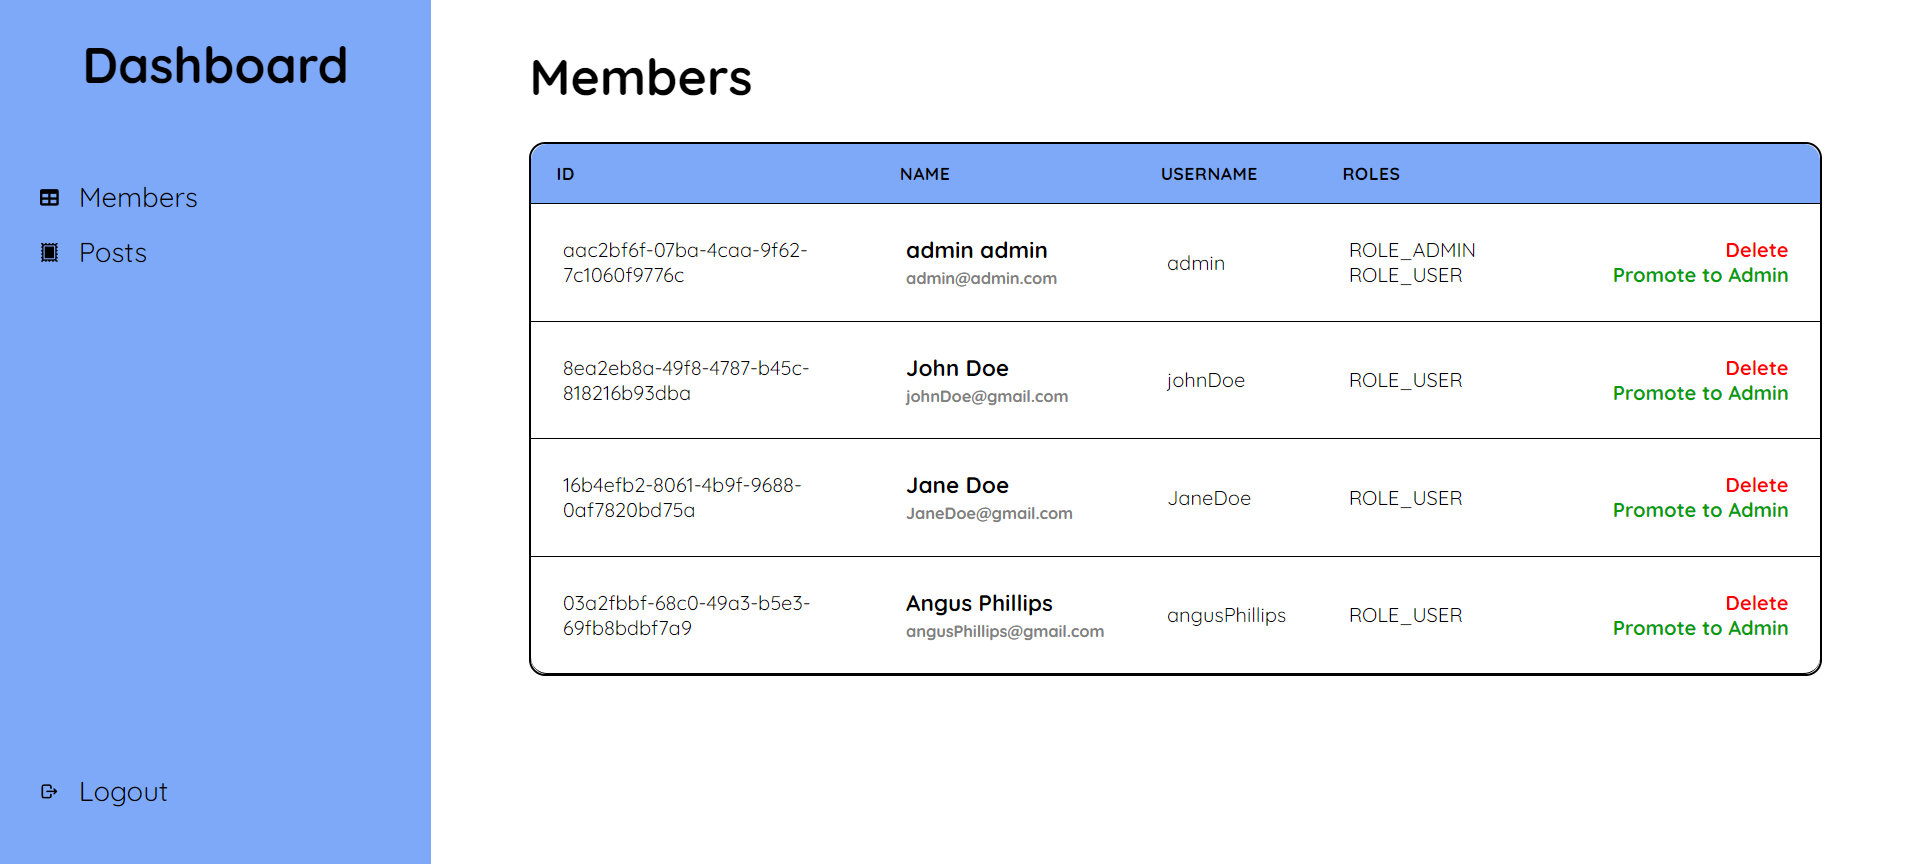 Dashboard
Members
Posts
Logout
Members
ID NAME USERNAME ROLES
aac2bf6f-07ba-4caa-9f62-
7c1060f9776c
admin admin
admin@admin.com
admin
ROLE_ADMIN
ROLE_USER
Delete
Promote to Admin
8ea2eb8a-49f8-4787-b45c-
818216b93dba
John Doe
johnDoe@gmail.com
johnDoe
ROLE_USER
Delete
Promote to Admin
16b4efb2-8061-4b9f-9688-
0af7820bd75a
Jane Doe
JaneDoe@gmail.com
JaneDoe
ROLE_USER
Delete
Promote to Admin
03a2fbbf-68c0-49a3-b5e3-
69fb8bdbf7a9
Angus Phillips
angusPhillips@gmail.com
angusPhillips
ROLE_USER
Delete
Promote to Admin